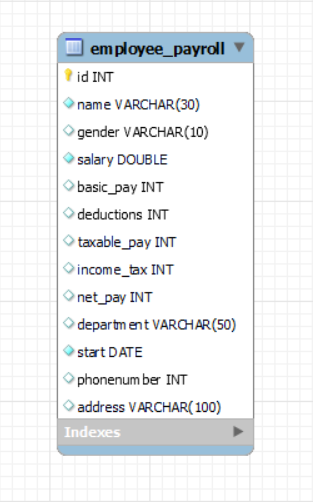 employee_payroll
id INT
name VARCHAR(30)
gender VARCHAR(10)
salary DOUBLE
basic_pay INT
deductions INT
taxable_pay INT
income_tax INT
net_pay INT
department VARCHAR(50)
start DATE
phonenumber INT
address VARCHAR(100)
Indexes